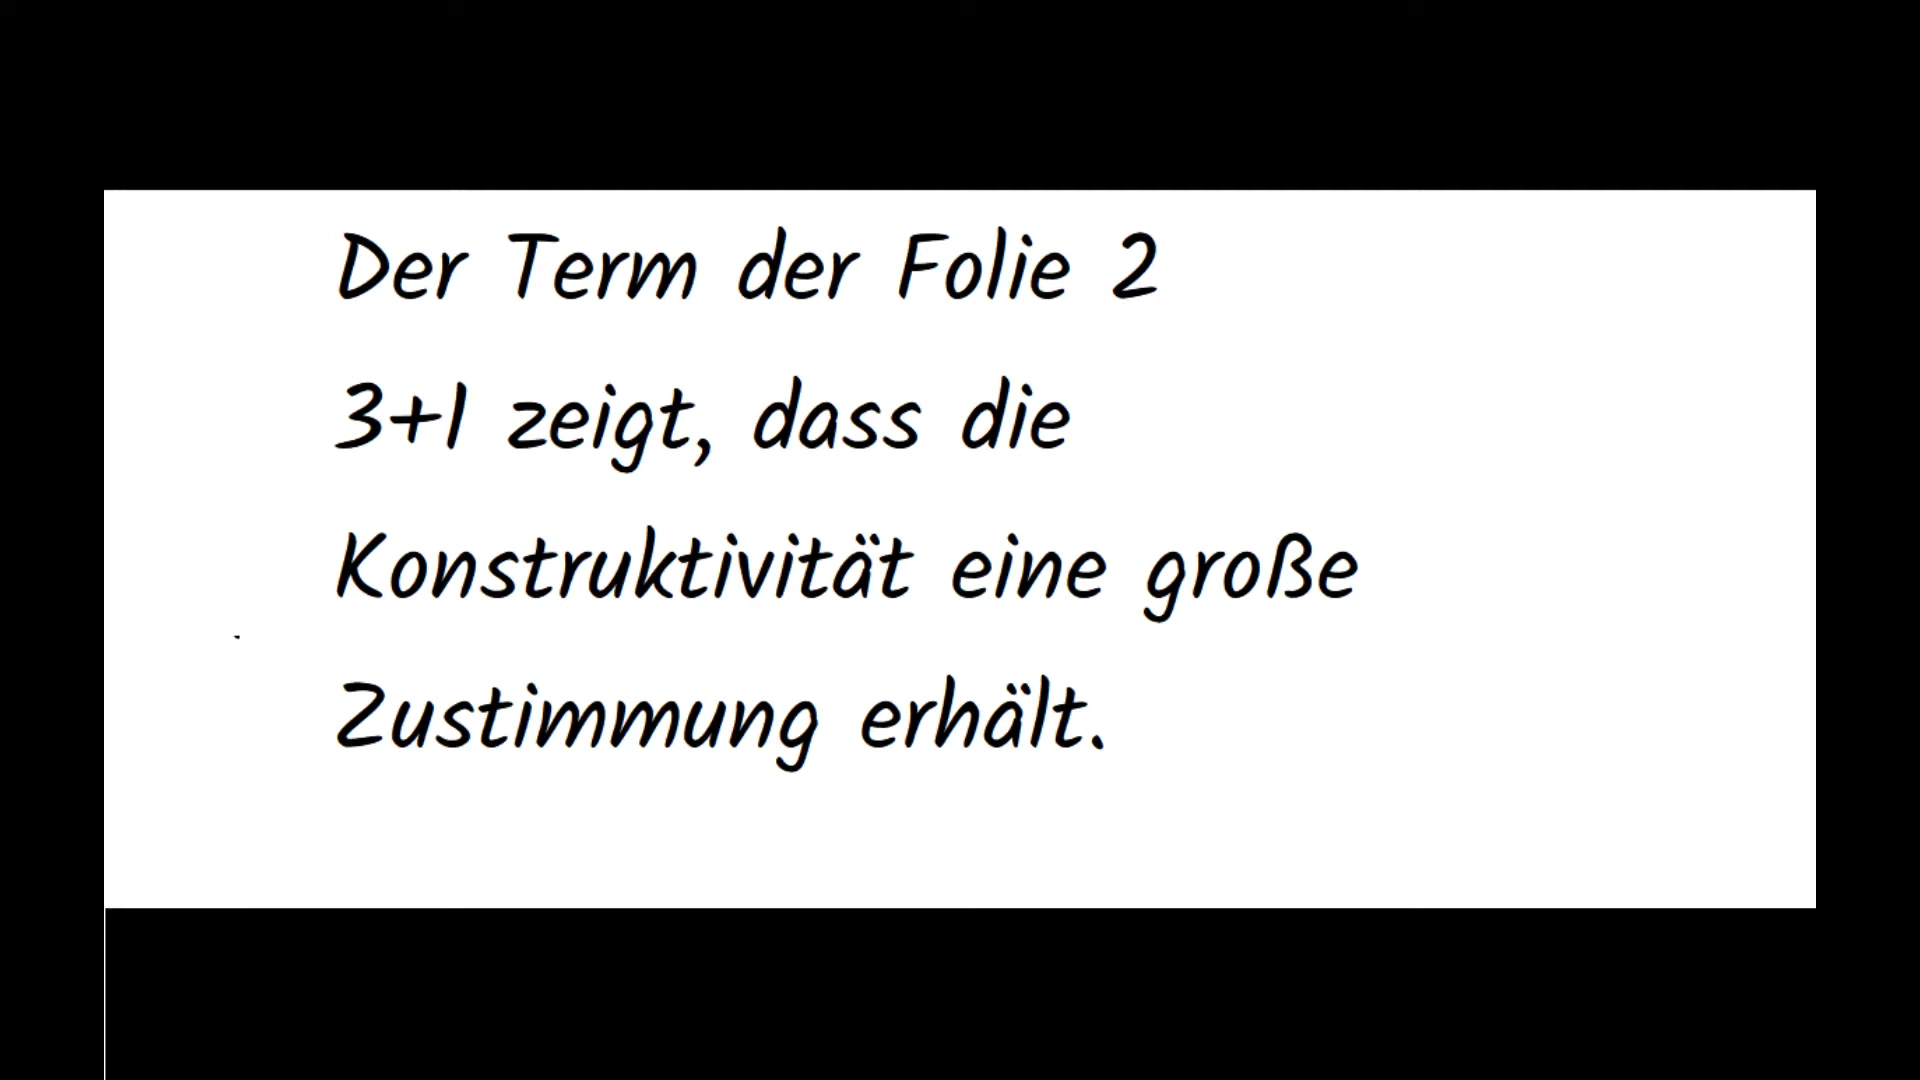 Der Term der Folie 2
3+1 zeigt, dass die
Konstruktivität eine große
Zustimmung erhält.